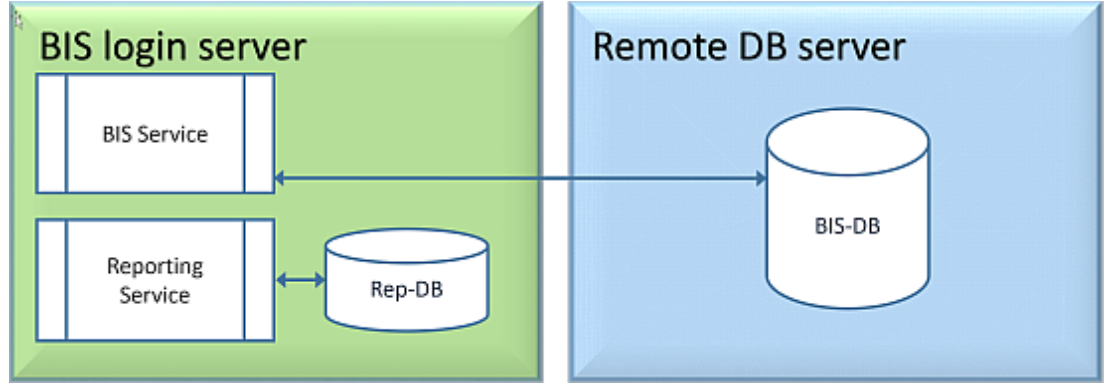 BIS login server
Remote DB server
BIS Service
BIS-DB
Reporting
Service
Rep-DB